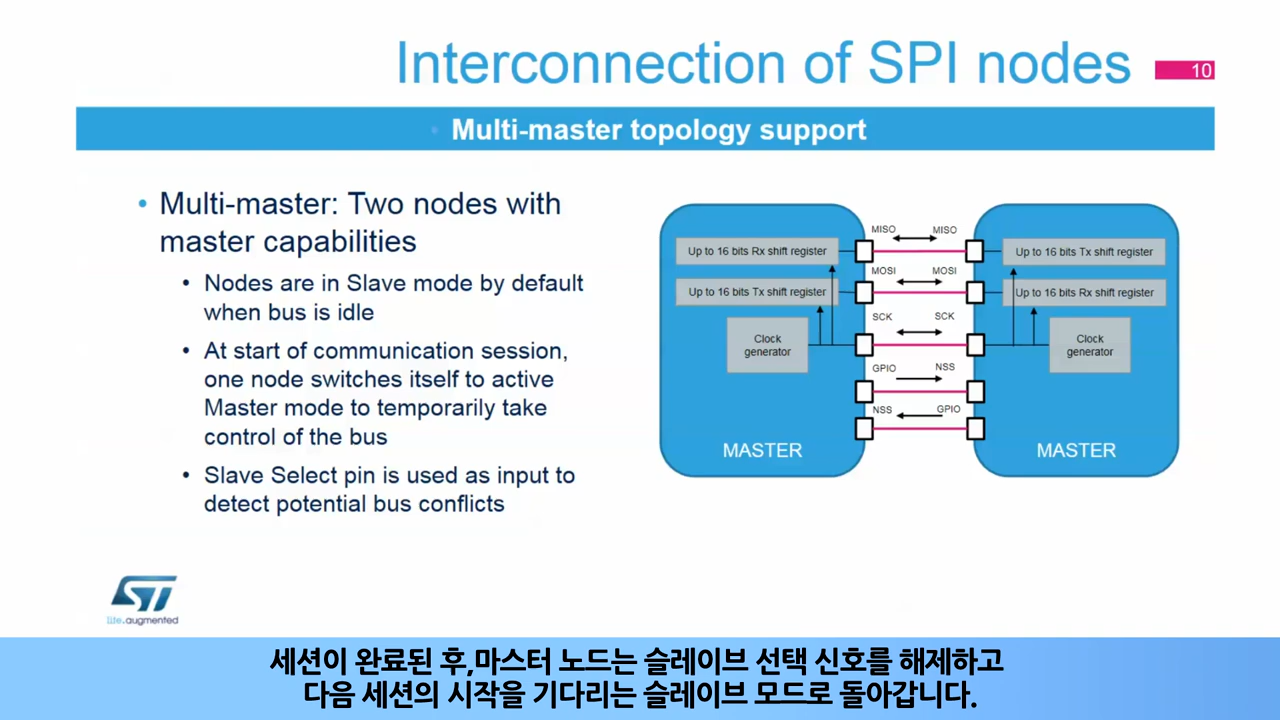 Interconnection of SPI nodes
10
• Multi-master topology support
• Multi-master: Two nodes with
master capabilities
• Nodes are in Slave mode by default
when bus is idle
• At start of communication session,
one node switches itself to active
Master mode to temporarily take
control of the bus
• Slave Select pin is used as input to
detect potential bus conflicts
MISO MISO
Up to 16 bits Rx shift register
Up to 16 bits Tx shift register
MOSI MOSI
Up to 16 bits Tx shift register
Up to 16 bits Rx shift register
SCK SCK
Clock
generator
Clock
generator
GPIO NSS
NSS GPIO
MASTER
MASTER
ST
life.augmented
세션이 완료된 후,마스터 노드는 슬레이브 선택 신호를 해제하고
다음 세션의 시작을 기다리는 슬레이브 모드로 돌아갑니다.